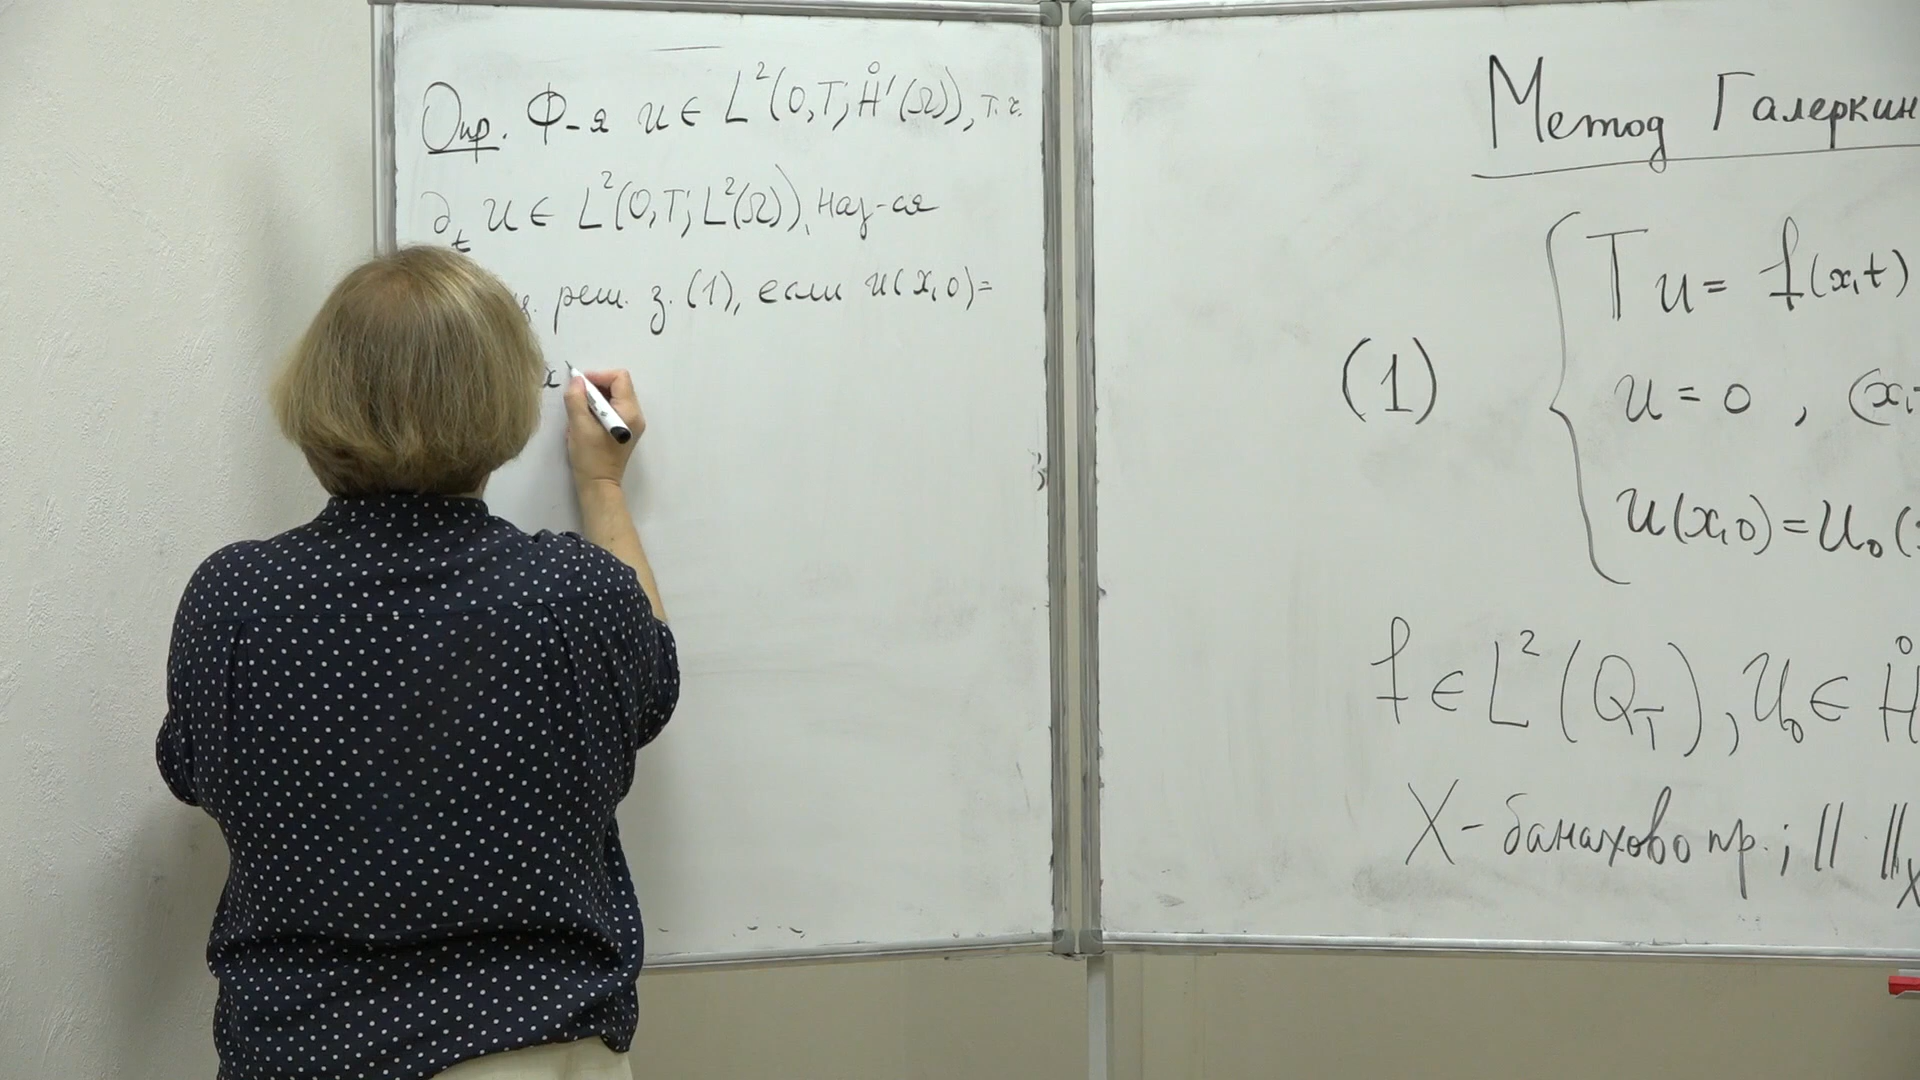 Опр. Ф-я u ∈ L²(0,T; H̊¹(Ω)), т.ч.
∂ₜ u ∈ L²(0,T; L²(Ω)), наз-ся
реш. з. (1), если u(x,0)=
x
Метод Галеркин
(1)
Tu = f(x,t)
u = 0 , (x,
u(x,0)=u₀(
f ∈ L²(Q_T), u₀ ∈ H̊
X - банахово пр.; || · ||_X